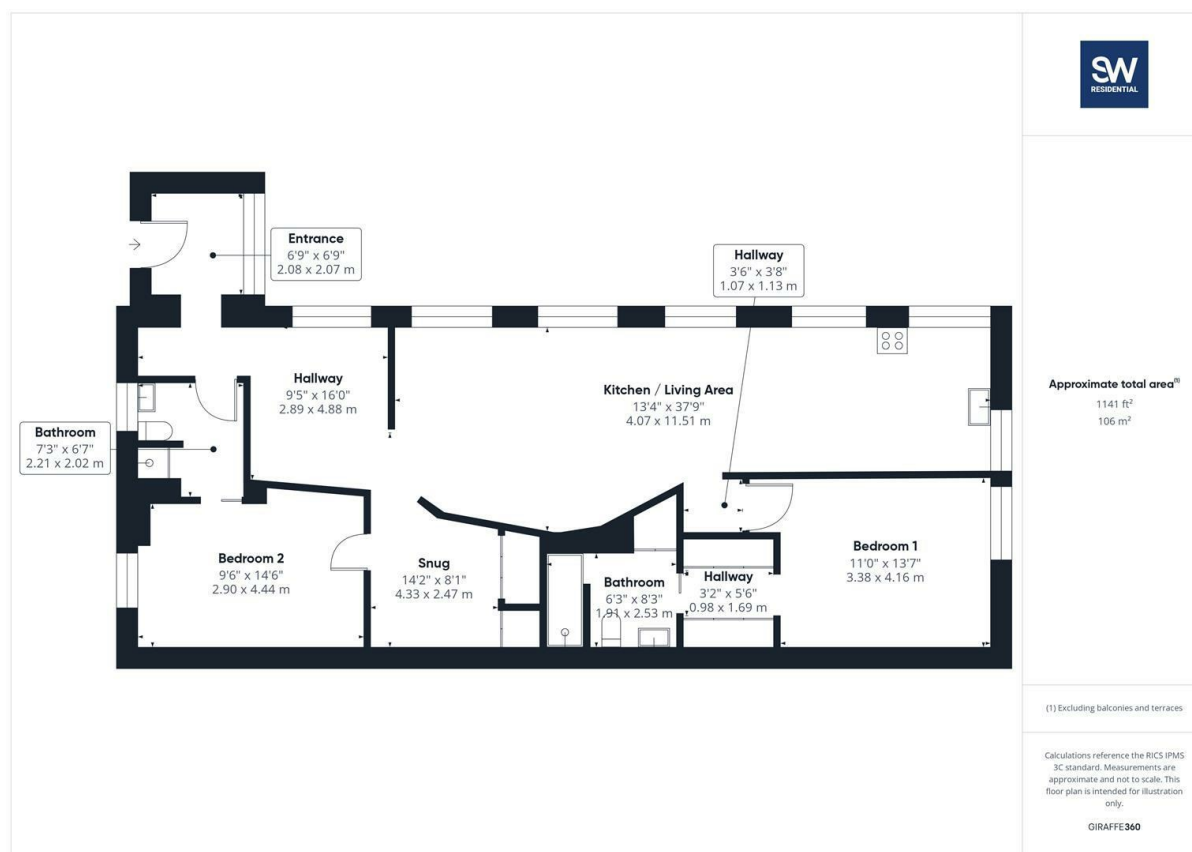 SW
RESIDENTIAL
Entrance
6'9" x 6'9"
2.08 x 2.07 m
Hallway
3'6" x 3'8"
1.07 x 1.13 m
Hallway
9'5" x 16'0"
2.89 x 4.88 m
Kitchen / Living Area
13'4" x 37'9"
4.07 x 11.51 m
Bathroom
7'3" x 6'7"
2.21 x 2.02 m
Bedroom 2
9'6" x 14'6"
2.90 x 4.44 m
Snug
14'2" x 8'1"
4.33 x 2.47 m
Bathroom
6'3" x 8'3"
1.91 x 2.53 m
Hallway
3'2" x 5'6"
0.98 x 1.69 m
Bedroom 1
11'0" x 13'7"
3.38 x 4.16 m
Approximate total area(1)
1141 ft²
106 m²
(1) Excluding balconies and terraces
Calculations reference the RICS IPMS
3C standard. Measurements are
approximate and not to scale. This
floor plan is intended for illustration
only.
GIRAFFE360